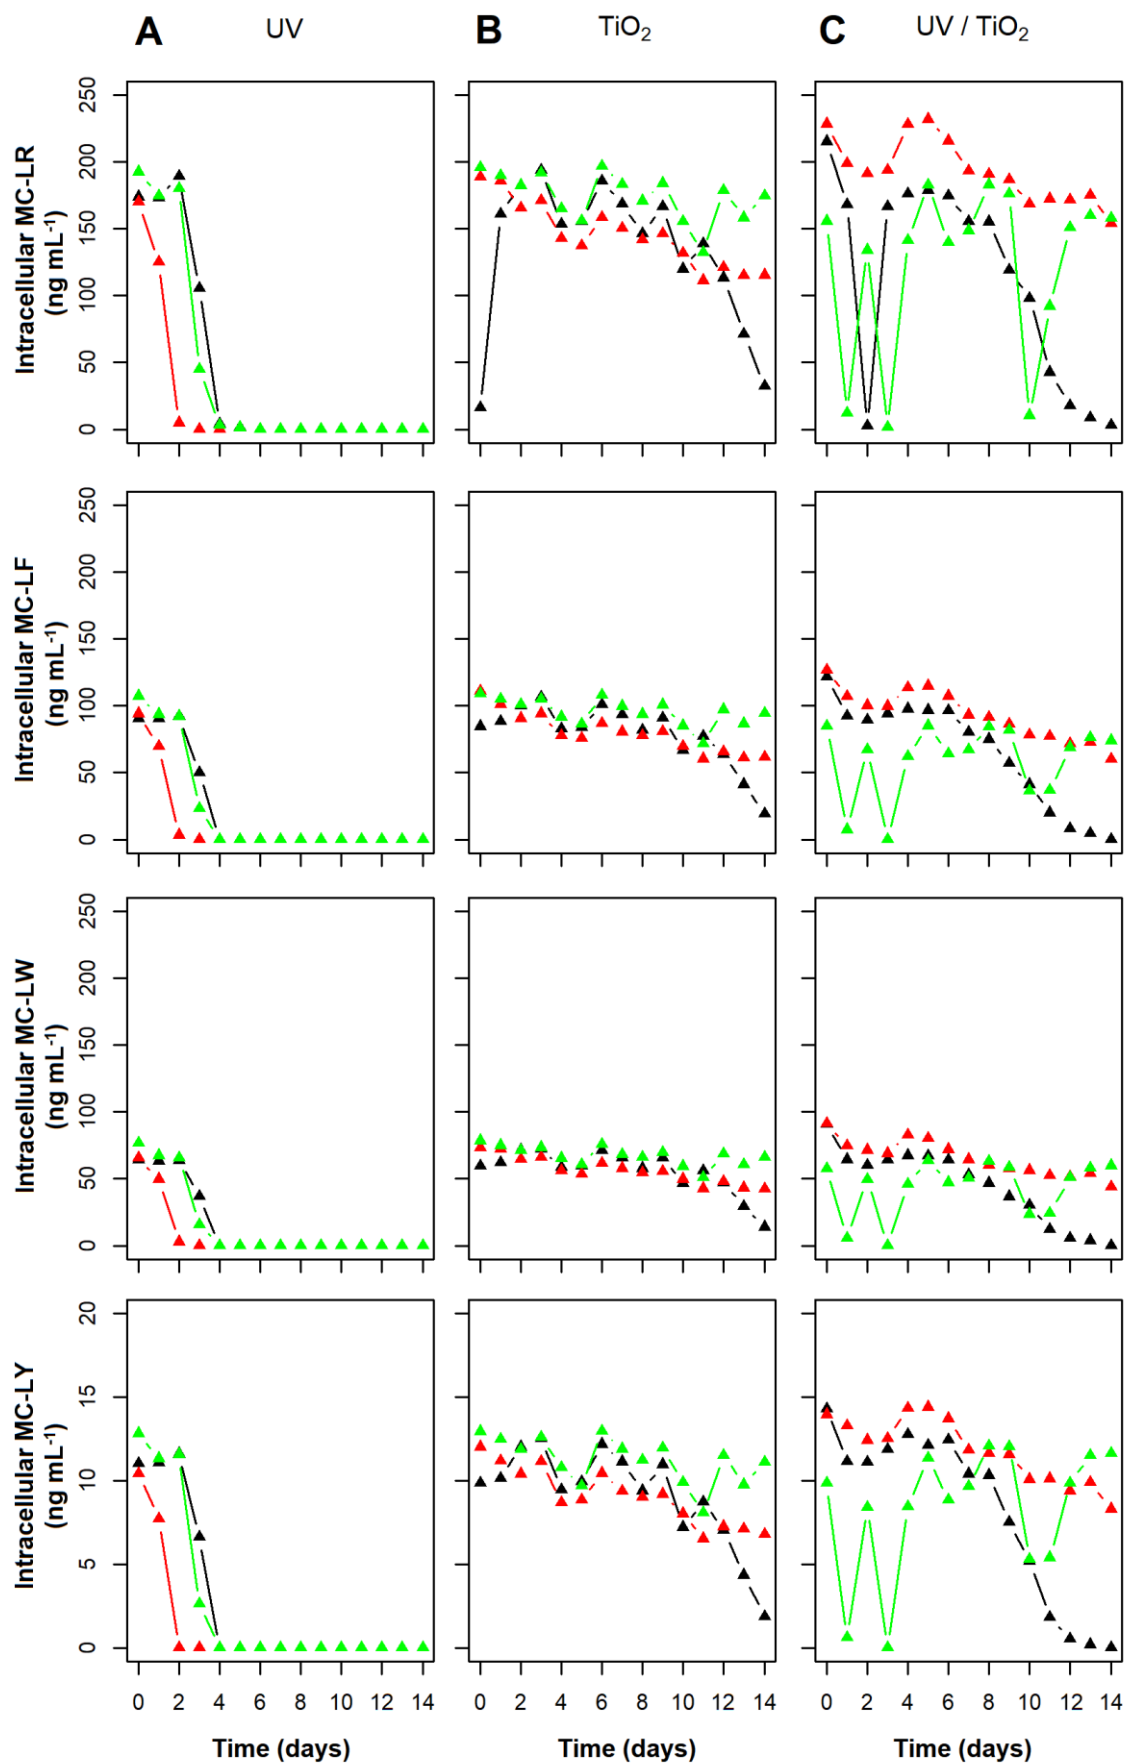 A UV B TiO₂ C UV / TiO₂
Intracellular MC-LR
(ng mL⁻¹)
250
200
150
100
50
0
Intracellular MC-LF
(ng mL⁻¹)
250
200
150
100
50
0
Intracellular MC-LW
(ng mL⁻¹)
250
200
150
100
50
0
Intracellular MC-LY
(ng mL⁻¹)
20
15
10
5
0
0 2 4 6 8 10 12 14 0 2 4 6 8 10 12 14 0 2 4 6 8 10 12 14
Time (days) Time (days) Time (days)